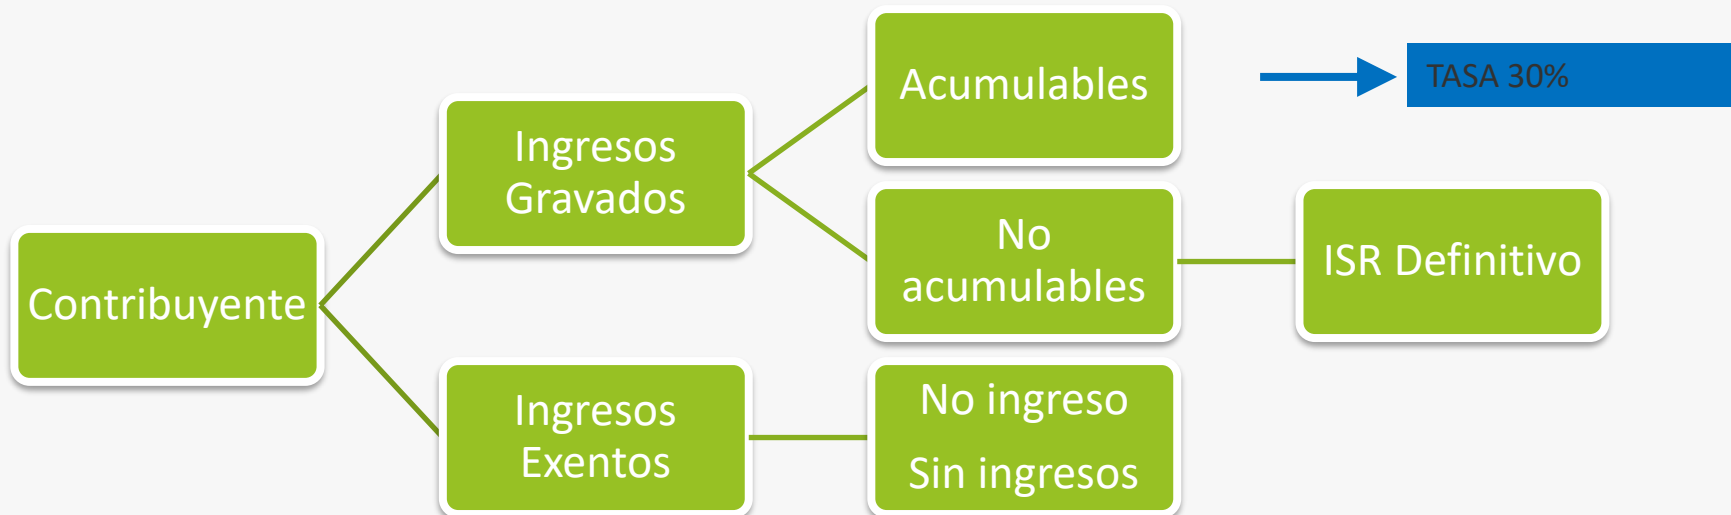 Contribuyente
Ingresos
Gravados
Acumulables
TASA 30%
No
acumulables
ISR Definitivo
Ingresos
Exentos
No ingreso
Sin ingresos